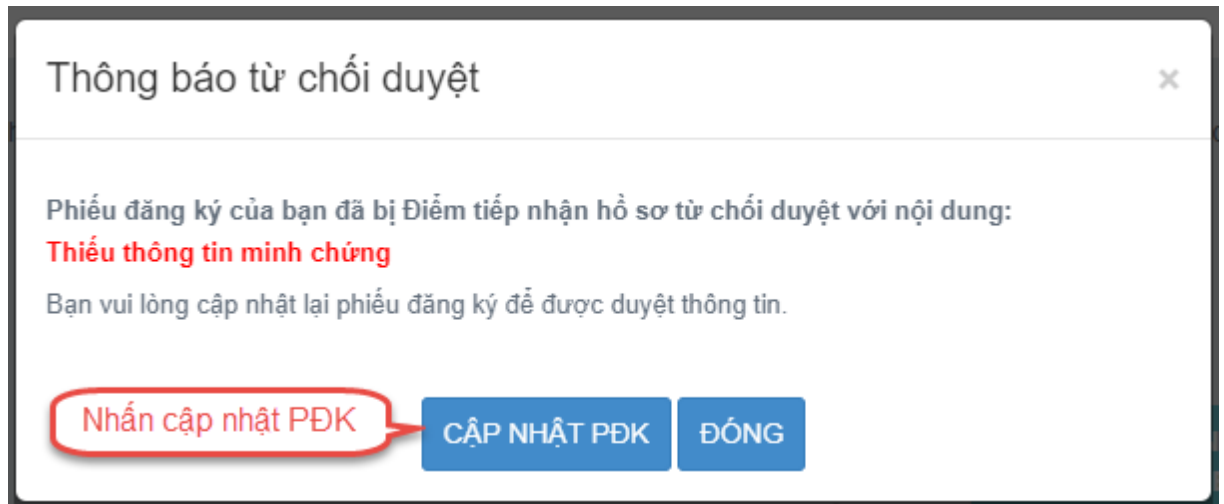 Thông báo từ chối duyệt
×
Phiếu đăng ký của bạn đã bị Điểm tiếp nhận hồ sơ từ chối duyệt với nội dung:
Thiếu thông tin minh chứng
Bạn vui lòng cập nhật lại phiếu đăng ký để được duyệt thông tin.
Nhấn cập nhật PĐK
CẬP NHẬT PĐK
ĐÓNG